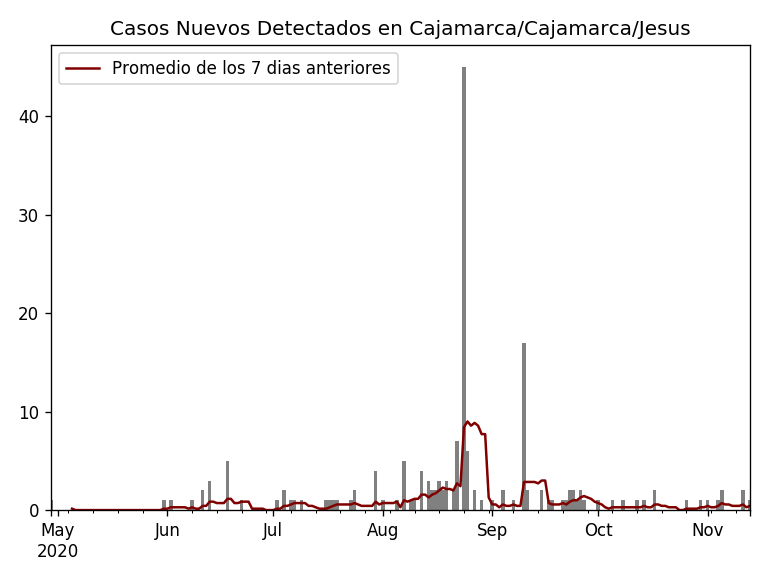 Casos Nuevos Detectados en Cajamarca/Cajamarca/Jesus
Promedio de los 7 dias anteriores
40
30
20
10
0
May Jun Jul Aug Sep Oct Nov
2020